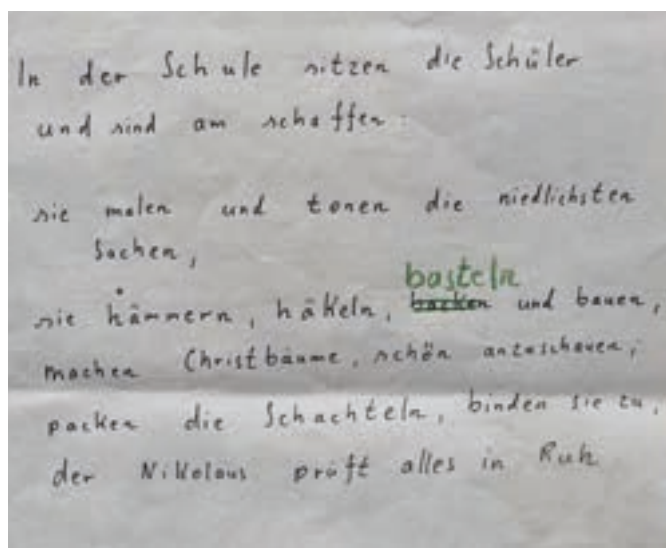 In der Schule sitzen die Schüler
und sind am schaffen:
sie malen und tonen die niedlichsten
Sachen,
basteln
sie hämmern, häkeln, backen und bauen,
machen Christbäume, schön anzuschauen,
packen die Schachteln, binden sie zu,
der Nikolaus prüft alles in Ruh